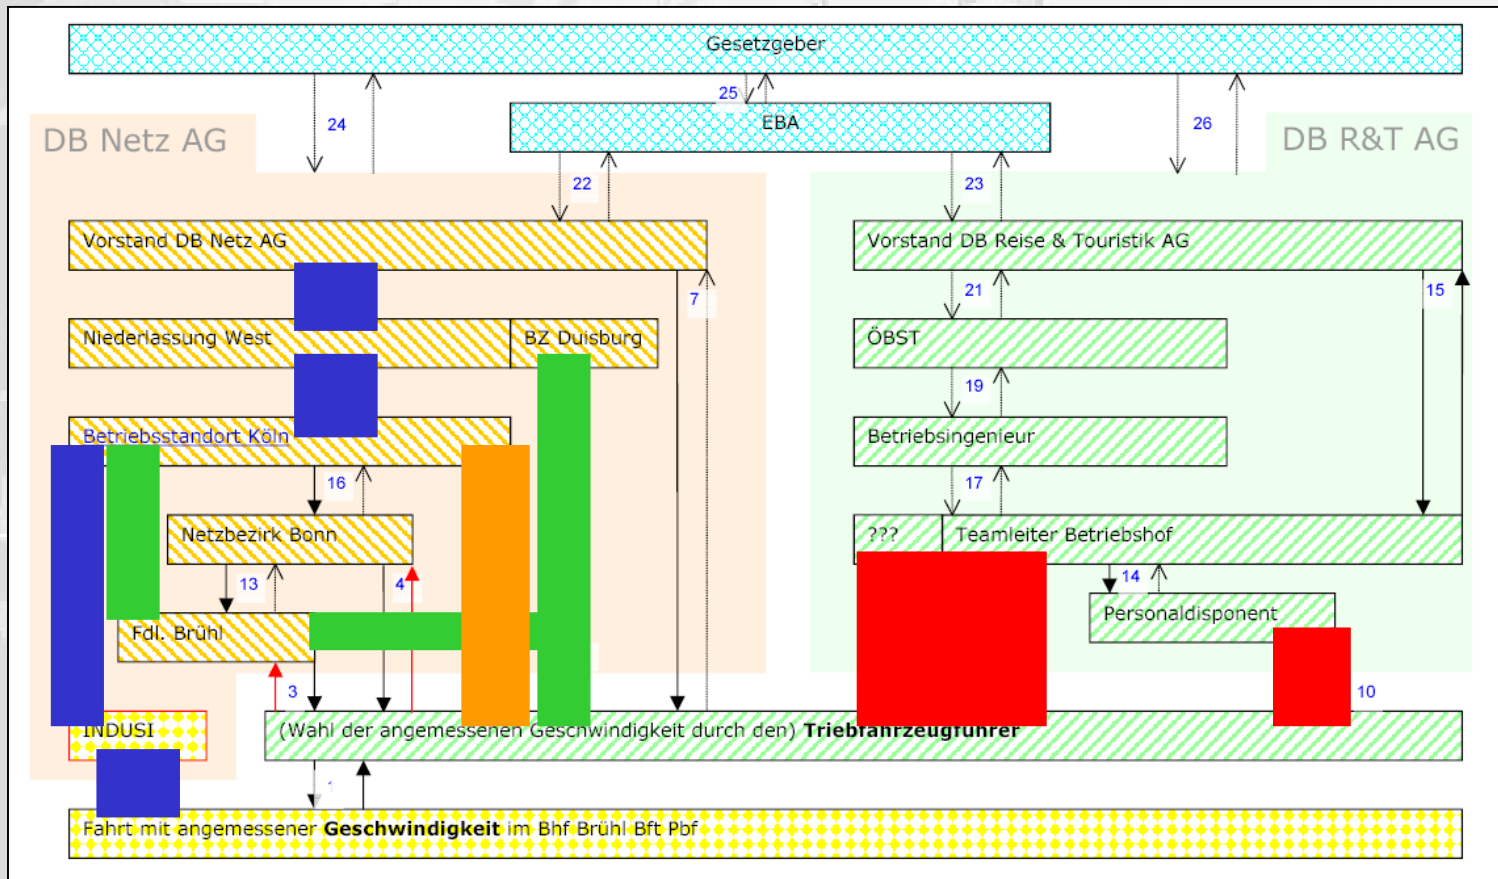 Gesetzgeber
25
EBA
24
26
DB Netz AG
DB R&T AG
22
23
Vorstand DB Netz AG
Vorstand DB Reise & Touristik AG
7
21
15
Niederlassung West
BZ Duisburg
ÖBST
19
Betriebsstandort Köln
Betriebsingenieur
16
17
Netzbezirk Bonn
???
Teamleiter Betriebshof
13
4
14
Fdl. Brühl
Personaldisponent
3
10
INDUSI
(Wahl der angemessenen Geschwindigkeit durch den) Triebfahrzeugführer
1
Fahrt mit angemessener Geschwindigkeit im Bhf Brühl Bft Pbf